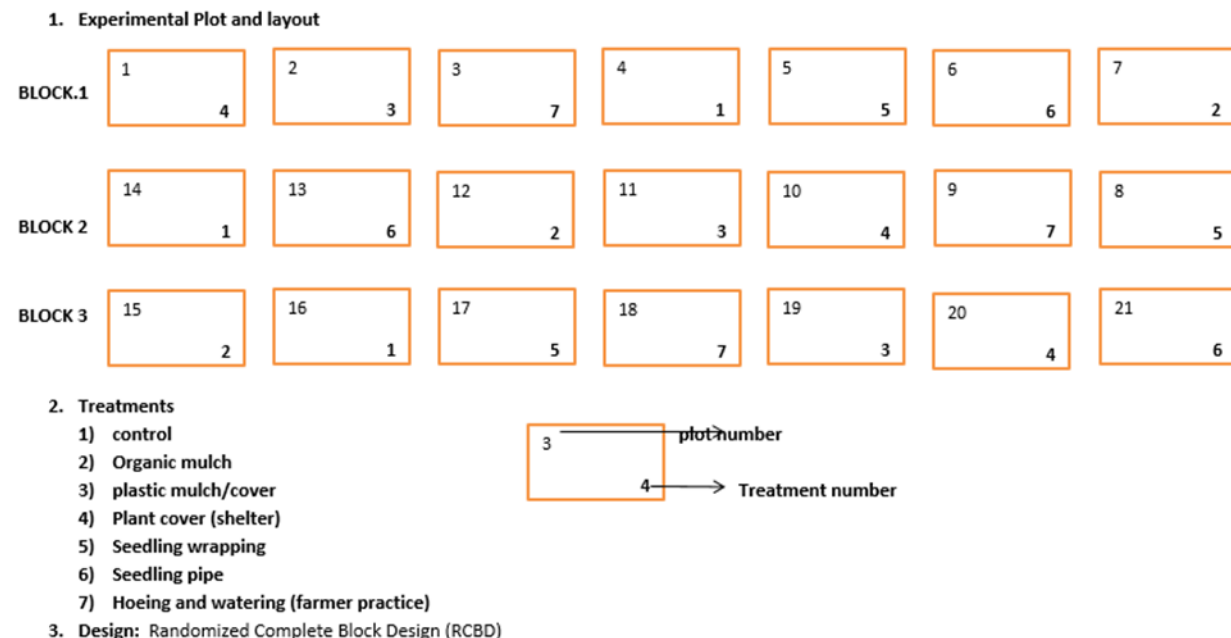 1. Experimental Plot and layout
1 2 3 4 5 6 7
BLOCK.1
4 3 7 1 5 6 2
14 13 12 11 10 9 8
BLOCK 2
1 6 2 3 4 7 5
15 16 17 18 19 20 21
BLOCK 3
2 1 5 7 3 4 6
2. Treatments
1) control
2) Organic mulch
3) plastic mulch/cover
4) Plant cover (shelter)
5) Seedling wrapping
6) Seedling pipe
7) Hoeing and watering (farmer practice)
3 plot number
4 Treatment number
3. Design: Randomized Complete Block Design (RCBD)